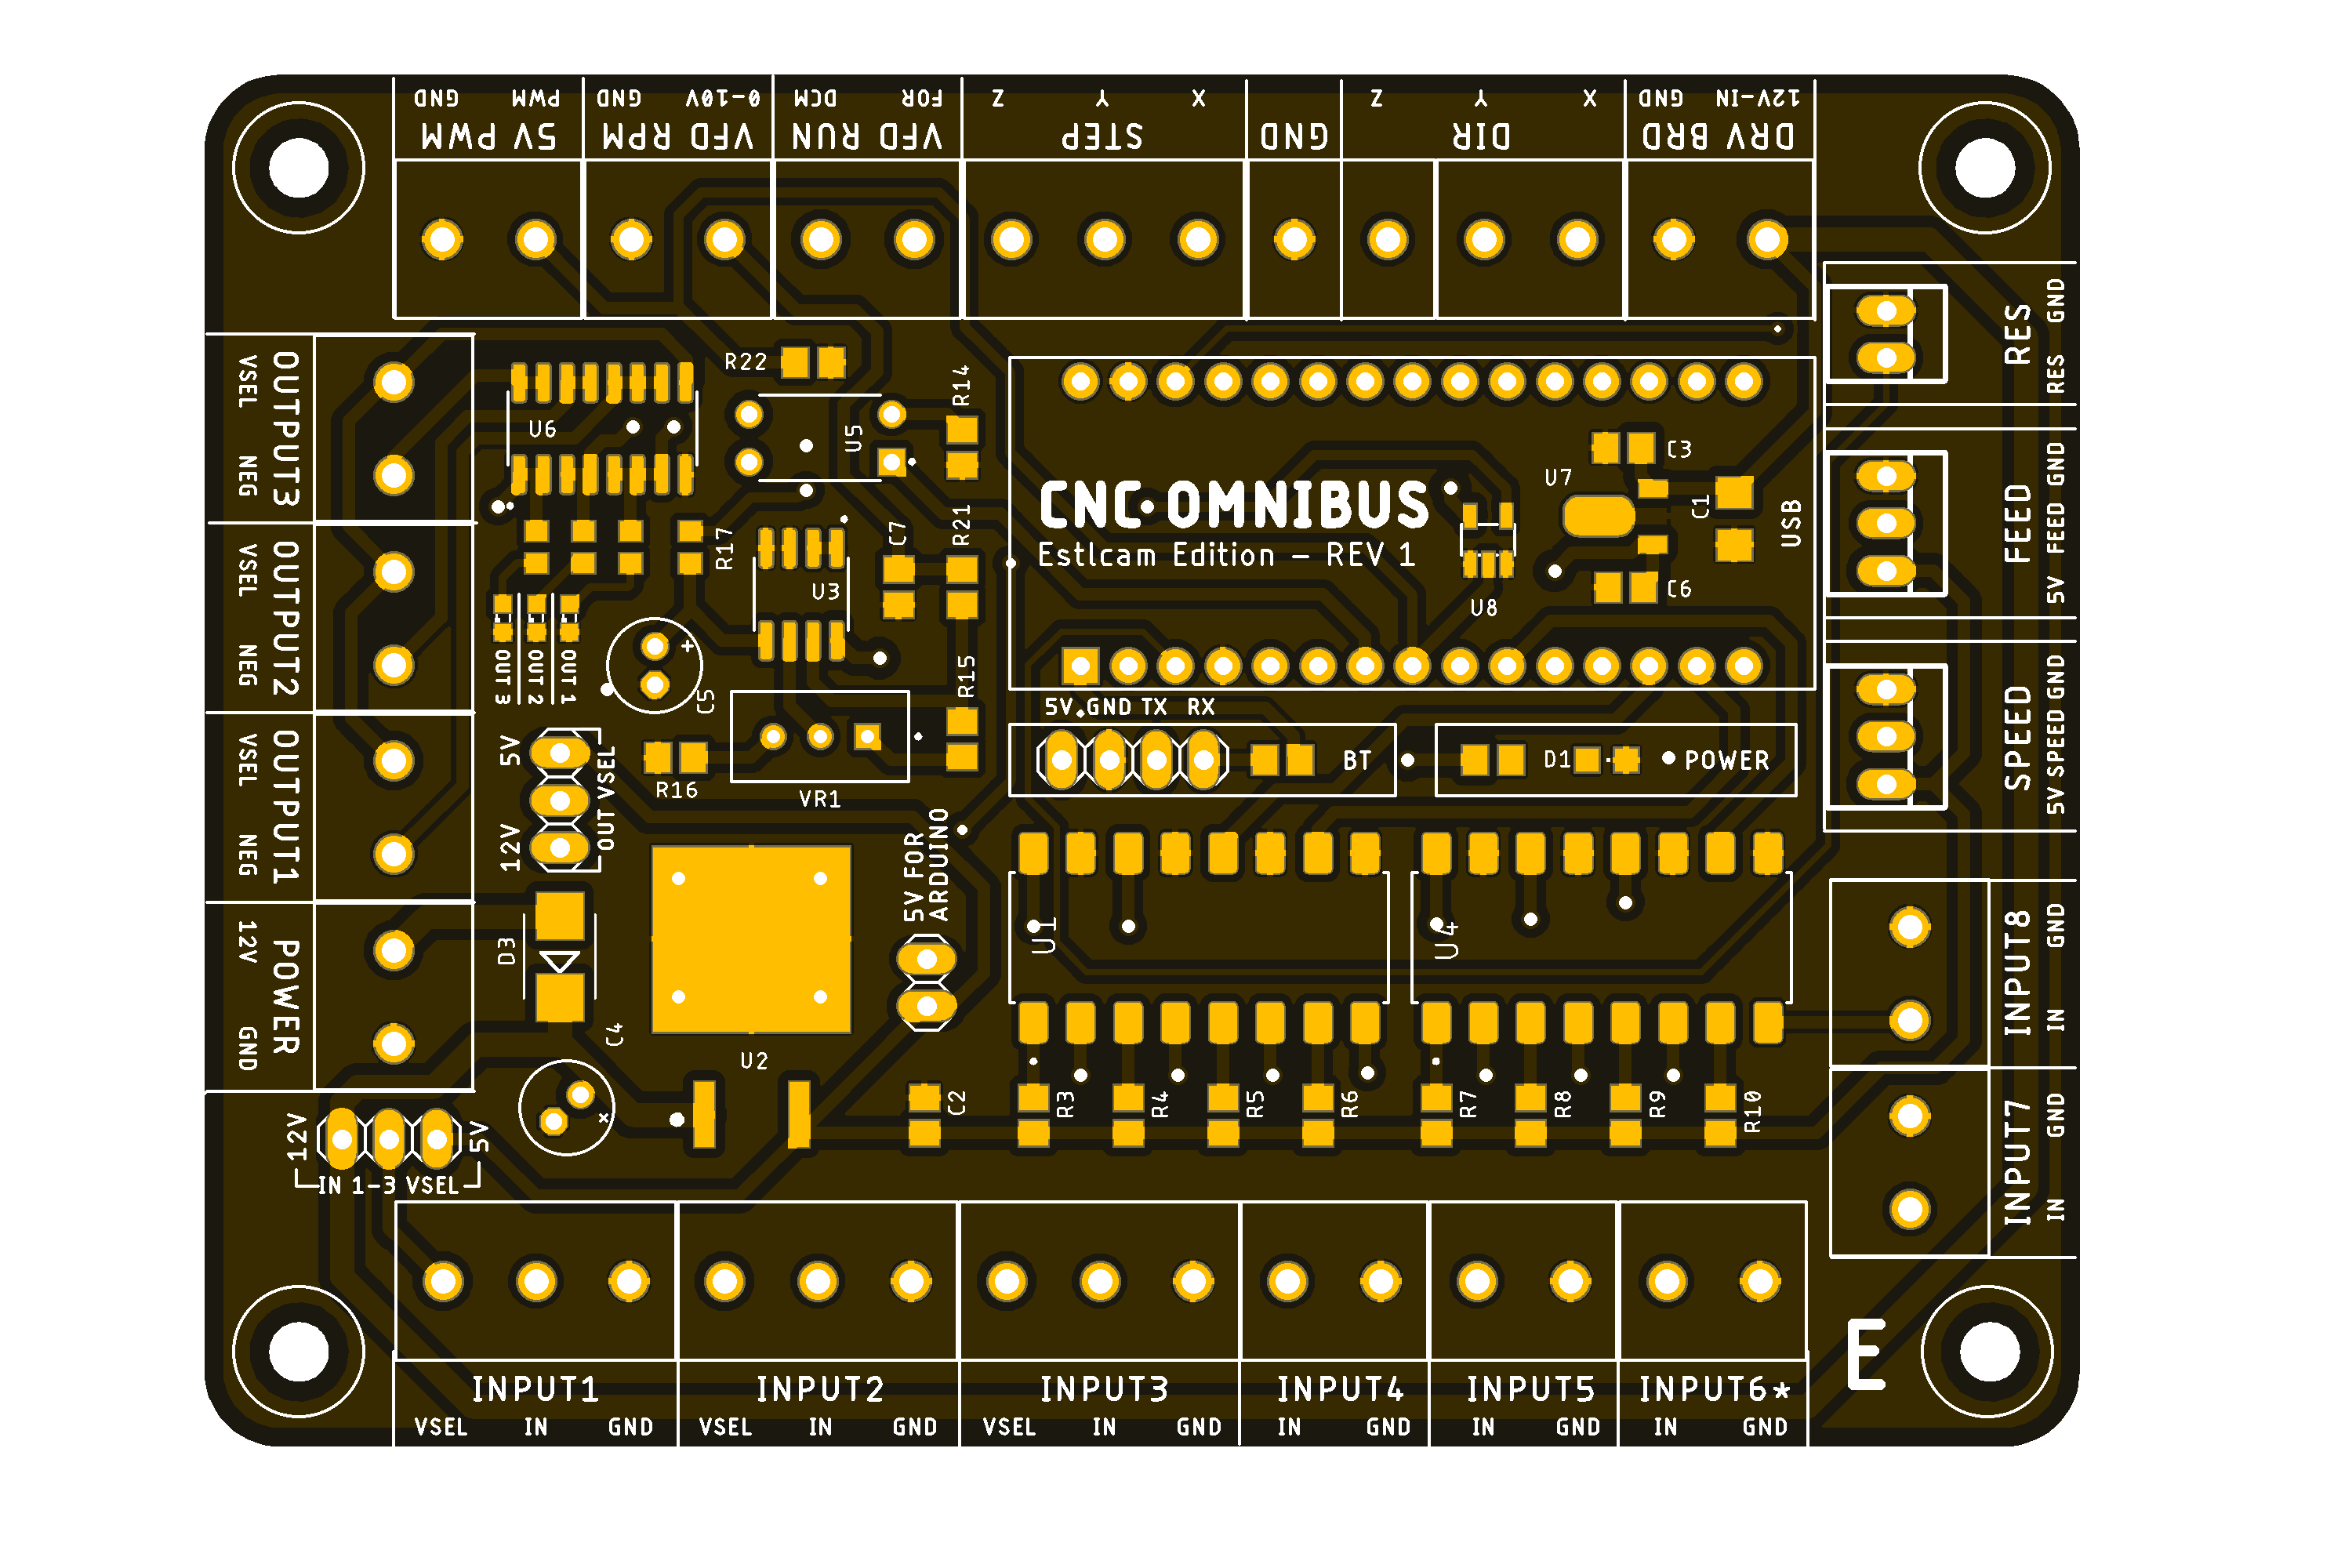 GND PWM GND 0-10V DCM FOR Z Y X Z Y X GND 12V-IN
5V PWM VFD RPM VFD RUN STEP GND DIR DRV BRD
OUTPUT3
VSEL NEG
OUTPUT2
VSEL NEG
OUTPUT1
VSEL NEG
POWER
12V GND
RES
RES GND
FEED
5V FEED GND
SPEED
5V SPEED GND
INPUT8
IN GND
INPUT7
IN GND
R22
R14
U6
U5
R17
C7
R21
U3
OUT 3
OUT 2
OUT 1
+
C5
R15
R16
VR1
CNC OMNIBUS
Estlcam Edition – REV 1
U7
C3
C1
USB
C6
U8
5V GND TX RX
BT
D1
POWER
5V
12V
OUT VSEL
5V FOR
ARDUINO
D3
C4
U2
U1
U4
C2
R3
R4
R5
R6
R7
R8
R9
R10
12V
5V
IN 1-3 VSEL
INPUT1 INPUT2 INPUT3 INPUT4 INPUT5 INPUT6*
VSEL IN GND VSEL IN GND VSEL IN GND IN GND IN GND IN GND
E